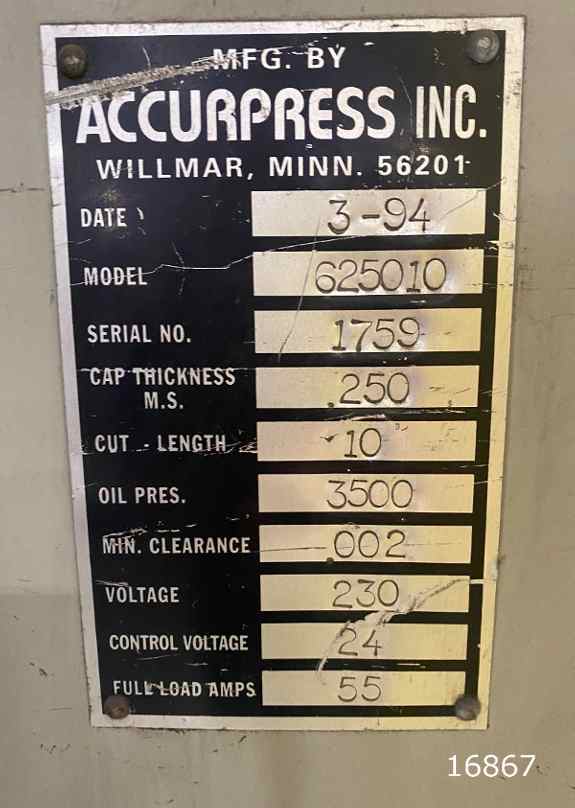 MFG. BY
ACCURPRESS INC.
WILLMAR, MINN. 56201
DATE 3-94
MODEL 625010
SERIAL NO. 1759
CAP THICKNESS M.S. .250
CUT - LENGTH 10
OIL PRES. 3500
MIN. CLEARANCE .002
VOLTAGE 230
CONTROL VOLTAGE 24
FULL LOAD AMPS 55
16867